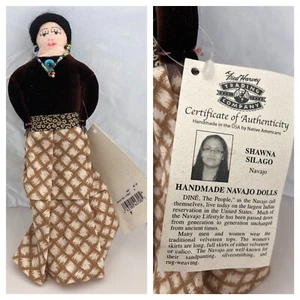 The Fred Harvey
TRADING
COMPANY
Certificate of Authenticity
Handmade in the USA by Native Americans
SHAWNA
SILAGO
Navajo
HANDMADE NAVAJO DOLLS
DINÉ, The People," as the Navajo call
themselves, live today on the largest Indian
reservation in the United States. Much of
the Navajo Lifestyle has been passed down
from generation to generation unchanged
from ancient times.
Many men and women wear the
traditional velveteen tops. The women's
skirts are long, full skirts of either velveteen
or calico. The Navajo are well-known for
their sandpainting, silversmithing, and
rug-weaving.